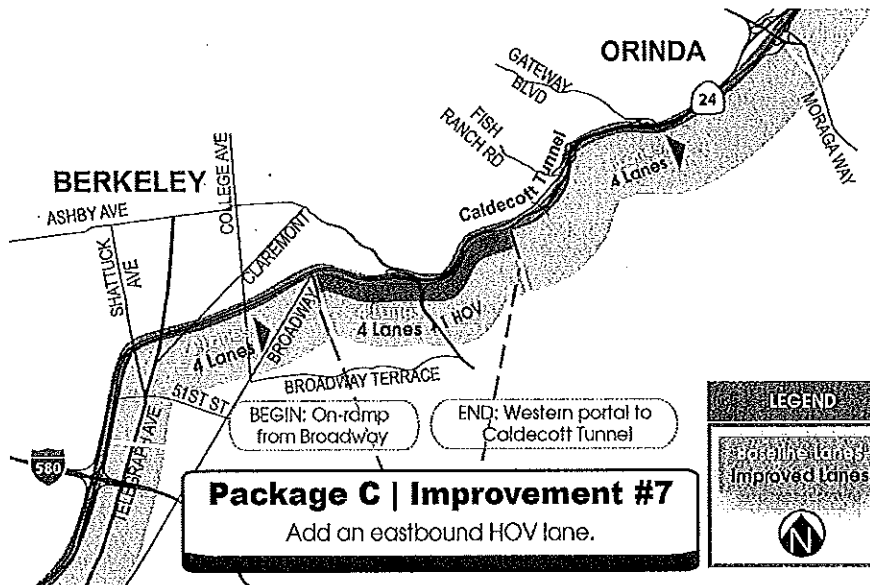 ORINDA
GATEWAY
BLVD
24
FISH
RANCH RD
MORAGA WAY
Caldecott Tunnel
4 Lanes
BERKELEY
COLLEGE AVE
ASHBY AVE
CLAREMONT
SHATTUCK
AVE
4 Lanes + 1 HOV
BROADWAY
4 Lanes
BROADWAY TERRACE
51ST ST
TELEGRAPH AVE
BEGIN: On-ramp
from Broadway
END: Western portal to
Caldecott Tunnel
LEGEND
Baseline Lanes
Improved Lanes
N
580
Package C | Improvement #7
Add an eastbound HOV lane.